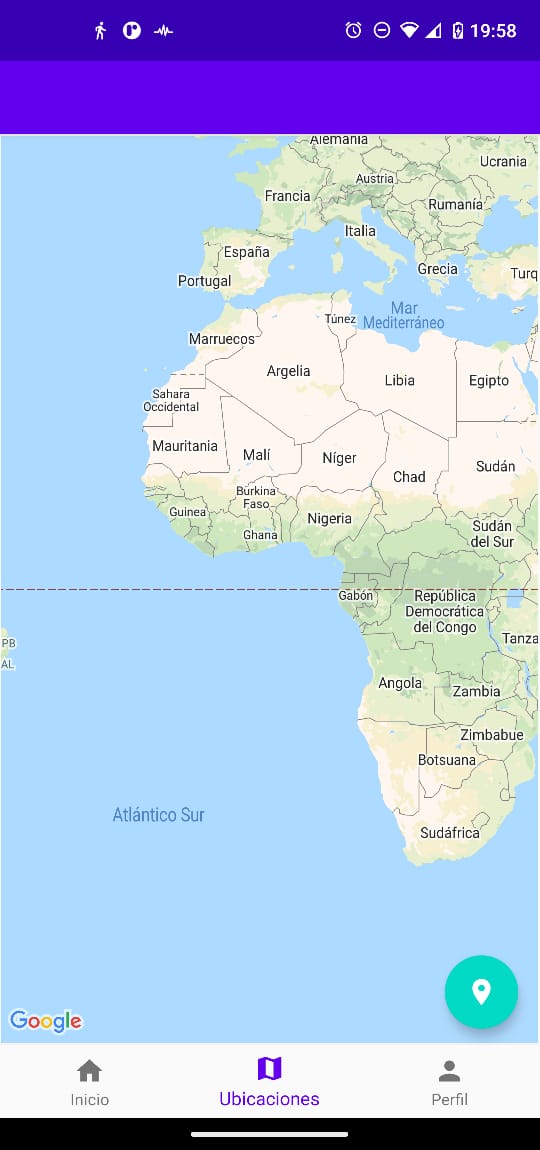 19:58
Alemania
Ucrania
Austria
Francia
Rumanía
Italia
España
Grecia
Portugal
Turq
Mar
Mediterráneo
Túnez
Marruecos
Argelia
Libia
Egipto
Sahara
Occidental
Mauritania
Malí
Níger
Chad
Sudán
Burkina
Faso
Guinea
Nigeria
Ghana
Sudán
del Sur
Gabón
República
Democrática
del Congo
PB
Tanza
AL
Angola
Zambia
Zimbabue
Botsuana
Atlántico Sur
Sudáfrica
Google
Inicio
Ubicaciones
Perfil